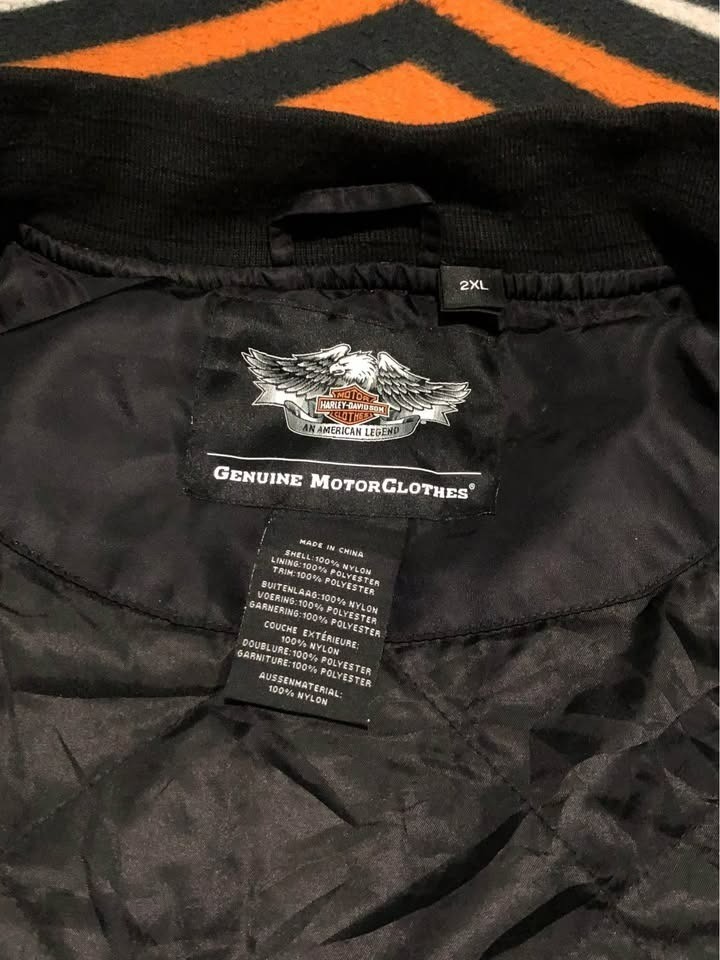 2XL
MOTOR
HARLEY-DAVIDSON
CLOTHES
AN AMERICAN LEGEND
GENUINE MOTORCLOTHES®
MADE IN CHINA
SHELL:100% NYLON
LINING:100% POLYESTER
TRIM:100% POLYESTER
BUITENLAAG:100% NYLON
VOERING:100% POLYESTER
GARNERING:100% POLYESTER
COUCHE EXTÉRIEURE:
100% NYLON
DOUBLURE:100% POLYESTER
GARNITURE:100% POLYESTER
AUSSENMATERIAL:
100% NYLON